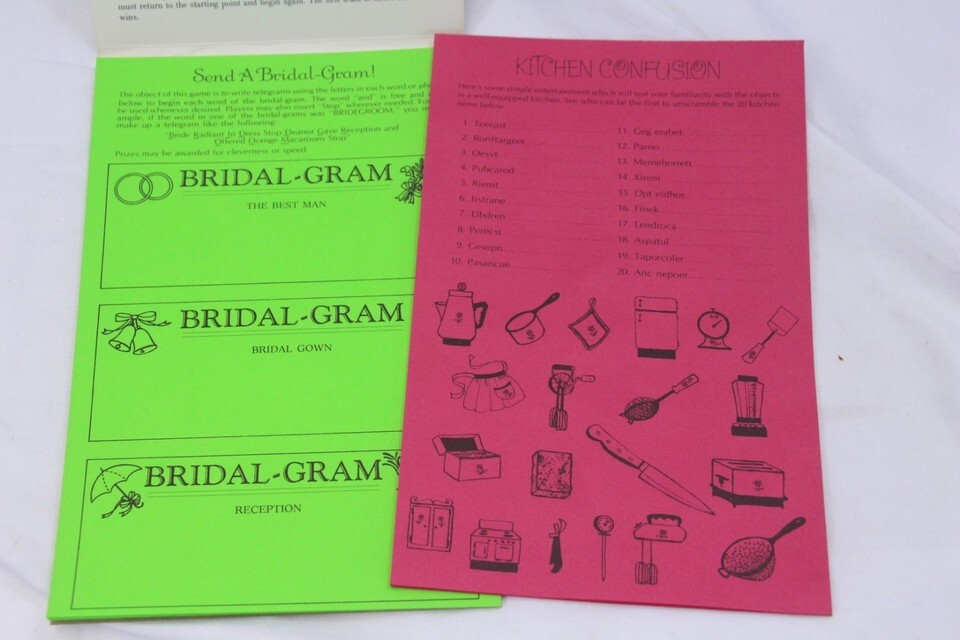 must return to the starting point and begin again. The first
wins.
Send A Bridal-Gram!
The object of this game is to write telegrams using the letters in each word or
below to begin each word of the bridal-gram. The word "and" is free and
be used whenever desired. Players may also insert "Stop" wherever needed. For
ample, if the word in one of the bridal-grams was "BRIDEGROOM," you
make up a telegram like the following:
"Bride Radiant In Dress Stop Eleanor Gave Reception and
Offered Orange Macaroons Stop"
Prizes may be awarded for cleverness or speed.
BRIDAL-GRAM
THE BEST MAN
BRIDAL-GRAM
BRIDAL GOWN
BRIDAL-GRAM
RECEPTION
KITCHEN CONFUSION
Here's some simple entertainment which will test your familiarity with the objects
in a well-equipped kitchen. See who can be the first to unscramble the 20 kitchen
items below.
1. Toreast
2. Ronftargeer
3. Oesvt
4. Pubcarod
5. Riemt
6. Istrane
7. Elbdren
8. Perecsi
9. Gesopn
10. Pasancue
11. Geg erabet
12. Parno
13. Memehorrett
14. Xirem
15. Opt eldhor
16. Finek
17. Lendroca
18. Aspatul
19. Taporcoler
20. Anc nepoer